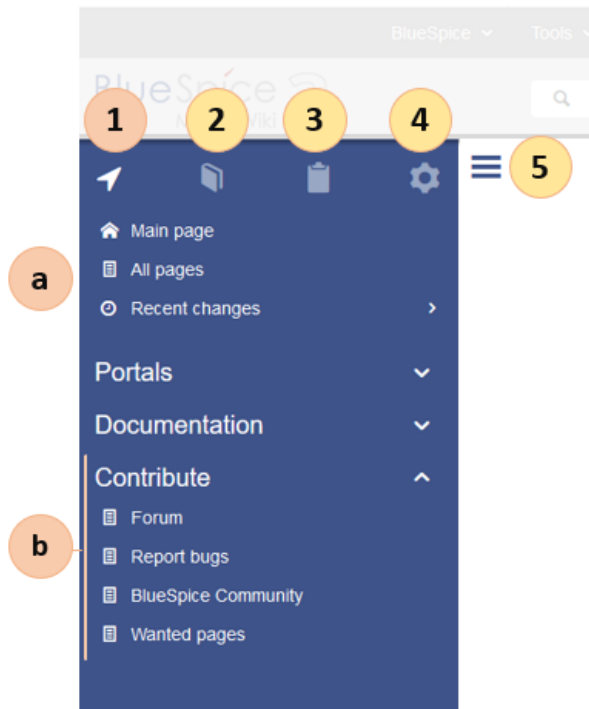 BlueSpice Tools
BlueSpice
1 2 3 4
5
Main page
a All pages
Recent changes
Portals
Documentation
Contribute
Forum
b
Report bugs
BlueSpice Community
Wanted pages